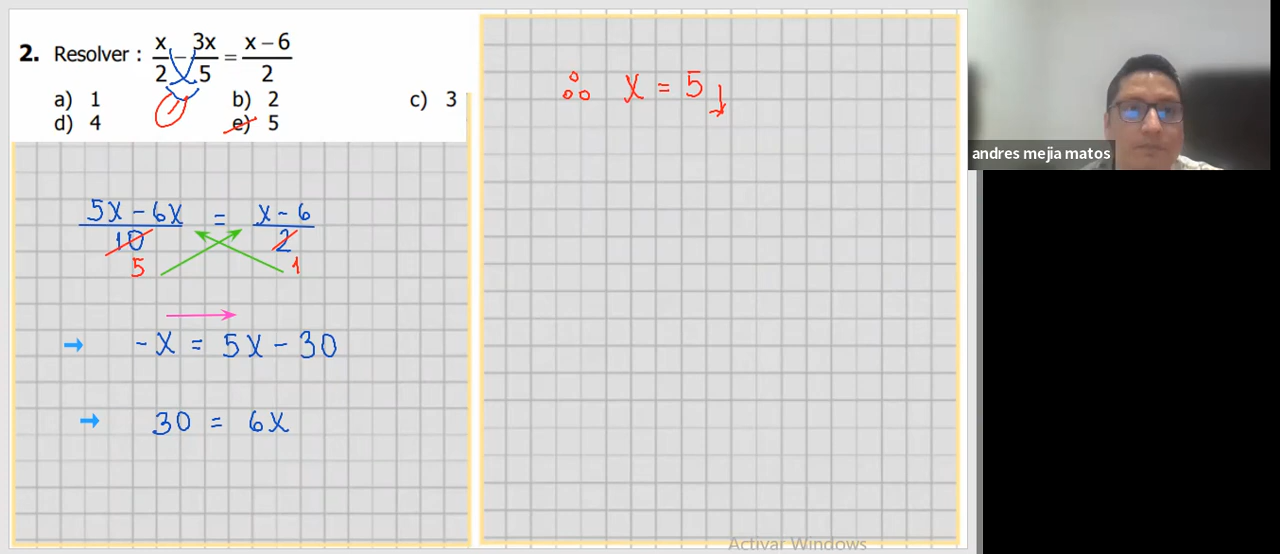 2. Resolver : x/2 - 3x/5 = x - 6/2
a) 1 b) 2 c) 3
d) 4 e) 5
5x - 6x/10 = x - 6/2
5 1
→ -x = 5x - 30
→ 30 = 6x
∴ x = 5
andres mejia matos
Activar Windows